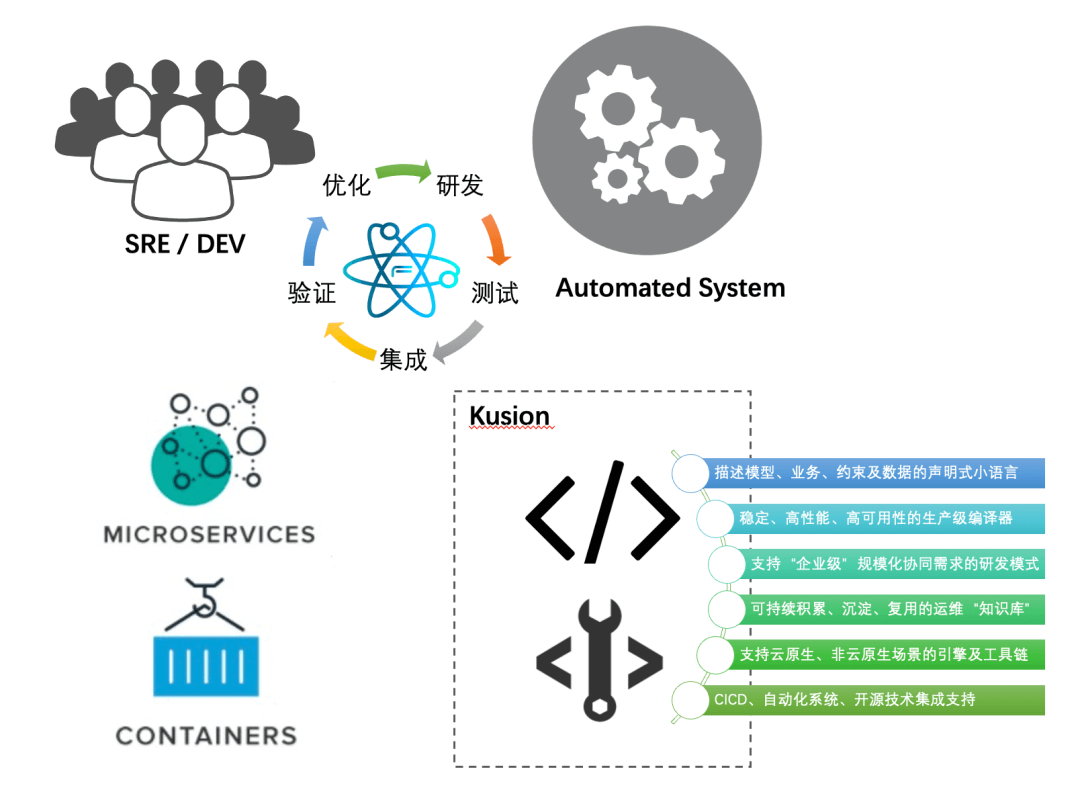 SRE / DEV
优化
研发
验证
测试
集成
Automated System
MICROSERVICES
CONTAINERS
Kusion
描述模型、业务、约束及数据的声明式小语言
稳定、高性能、高可用性的生产级编译器
支持“企业级”规模化协同需求的研发模式
可持续积累、沉淀、复用的运维“知识库”
支持云原生、非云原生场景的引擎及工具链
CICD、自动化系统、开源技术集成支持